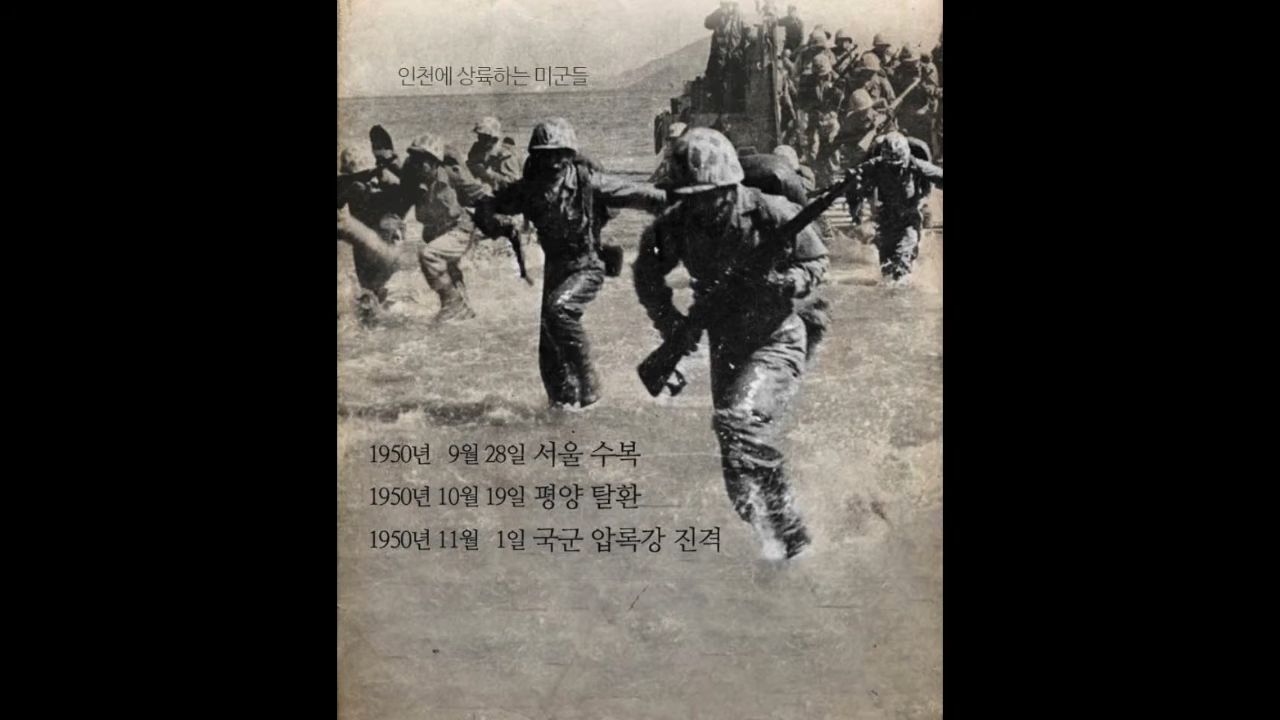 인천에 상륙하는 미군들
1950년 9월 28일 서울 수복
1950년 10월 19일 평양 탈환
1950년 11월 1일 국군 압록강 진격